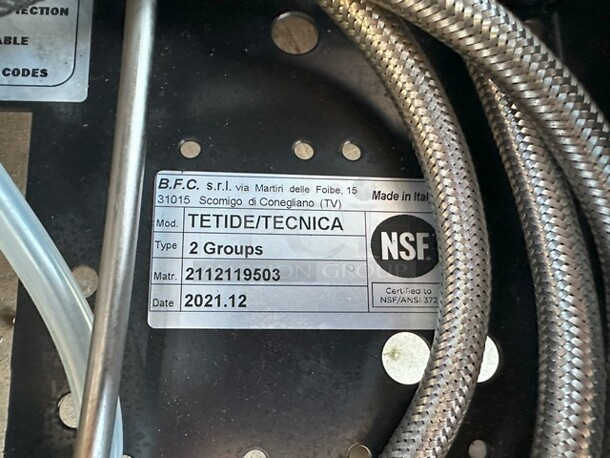 ECTION
ABLE
CODES
B.F.C. s.r.l. via Martiri delle Foibe, 15
31015 Scomigo di Conegliano (TV)
Made in Ital
Mod. TETIDE/TECNICA
Type 2 Groups
Matr. 2112119503
Date 2021.12
NSF
Certified to
NSF/ANSI 372
GROUP